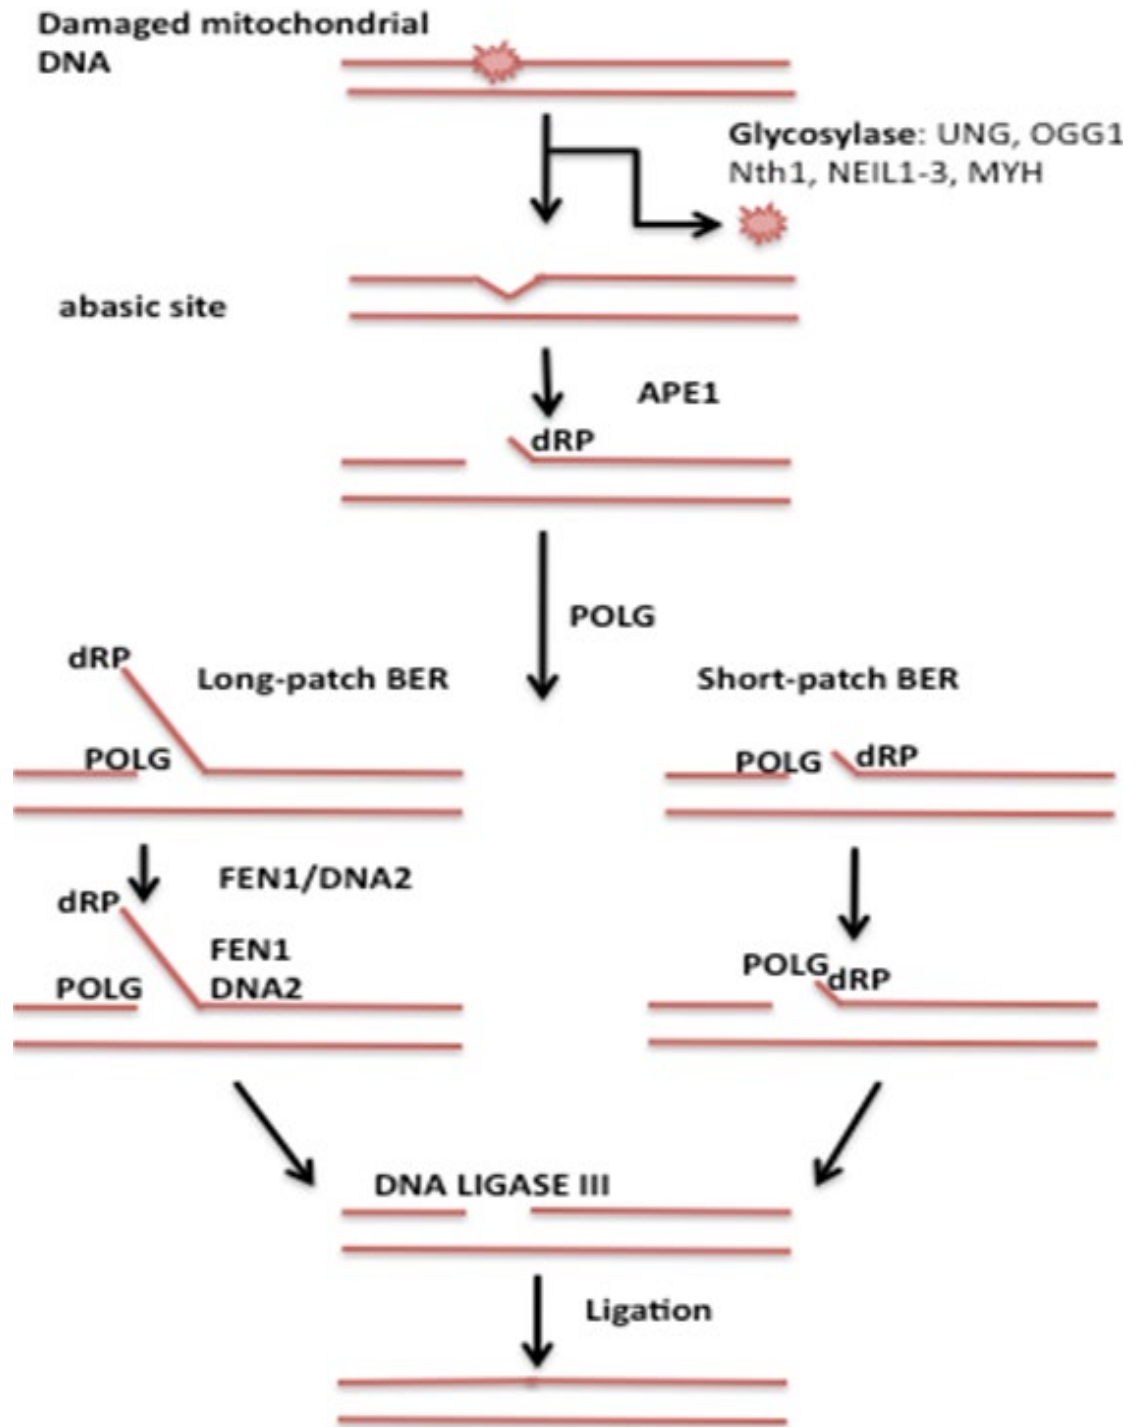 Damaged mitochondrial
DNA
Glycosylase: UNG, OGG1
Nth1, NEIL1-3, MYH
abasic site
APE1
dRP
POLG
dRP
Long-patch BER
Short-patch BER
POLG
POLG
dRP
FEN1/DNA2
dRP
FEN1
DNA2
POLG
POLG
dRP
DNA LIGASE III
Ligation